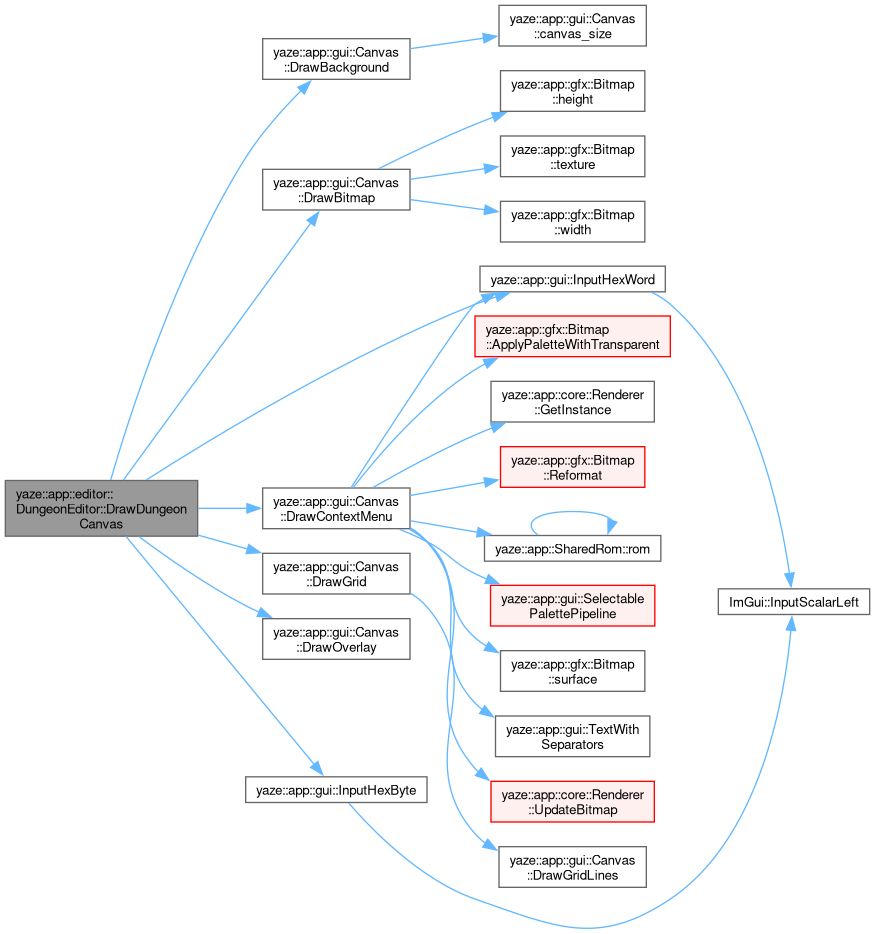 yaze::app::gui::Canvas
::canvas_size
yaze::app::gui::Canvas
::DrawBackground
yaze::app::gfx::Bitmap
::height
yaze::app::gfx::Bitmap
::texture
yaze::app::gui::Canvas
::DrawBitmap
yaze::app::gfx::Bitmap
::width
yaze::app::gui::InputHexWord
yaze::app::gfx::Bitmap
::ApplyPaletteWithTransparent
yaze::app::core::Renderer
::GetInstance
yaze::app::gfx::Bitmap
::Reformat
yaze::app::editor::
DungeonEditor::DrawDungeon
Canvas
yaze::app::gui::Canvas
::DrawContextMenu
yaze::app::SharedRom::rom
yaze::app::gui::Canvas
::DrawGrid
yaze::app::gui::Selectable
PalettePipeline
ImGui::InputScalarLeft
yaze::app::gui::Canvas
::DrawOverlay
yaze::app::gfx::Bitmap
::surface
yaze::app::gui::TextWith
Separators
yaze::app::gui::InputHexByte
yaze::app::core::Renderer
::UpdateBitmap
yaze::app::gui::Canvas
::DrawGridLines